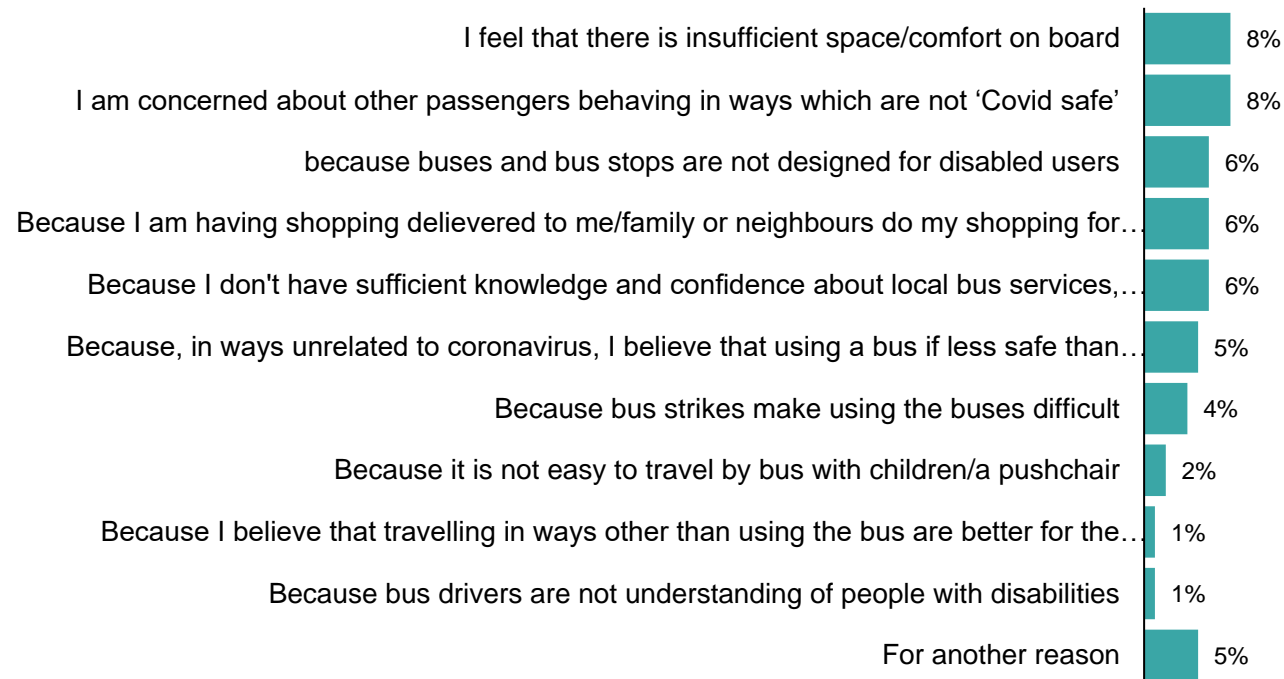 I feel that there is insufficient space/comfort on board 8%
I am concerned about other passengers behaving in ways which are not ‘Covid safe’ 8%
because buses and bus stops are not designed for disabled users 6%
Because I am having shopping delievered to me/family or neighbours do my shopping for… 6%
Because I don't have sufficient knowledge and confidence about local bus services,… 6%
Because, in ways unrelated to coronavirus, I believe that using a bus if less safe than… 5%
Because bus strikes make using the buses difficult 4%
Because it is not easy to travel by bus with children/a pushchair 2%
Because I believe that travelling in ways other than using the bus are better for the… 1%
Because bus drivers are not understanding of people with disabilities 1%
For another reason 5%